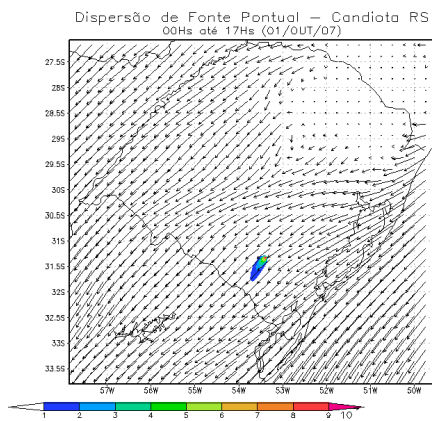 Dispersão de Fonte Pontual – Candiota RS
00Hs até 17Hs (01/OUT/07)
27.5S
28S
28.5S
29S
29.5S
30S
30.5S
31S
31.5S
32S
32.5S
33S
33.5S
57W 56W 55W 54W 53W 52W 51W 50W
1 2 3 4 5 6 7 8 9 10